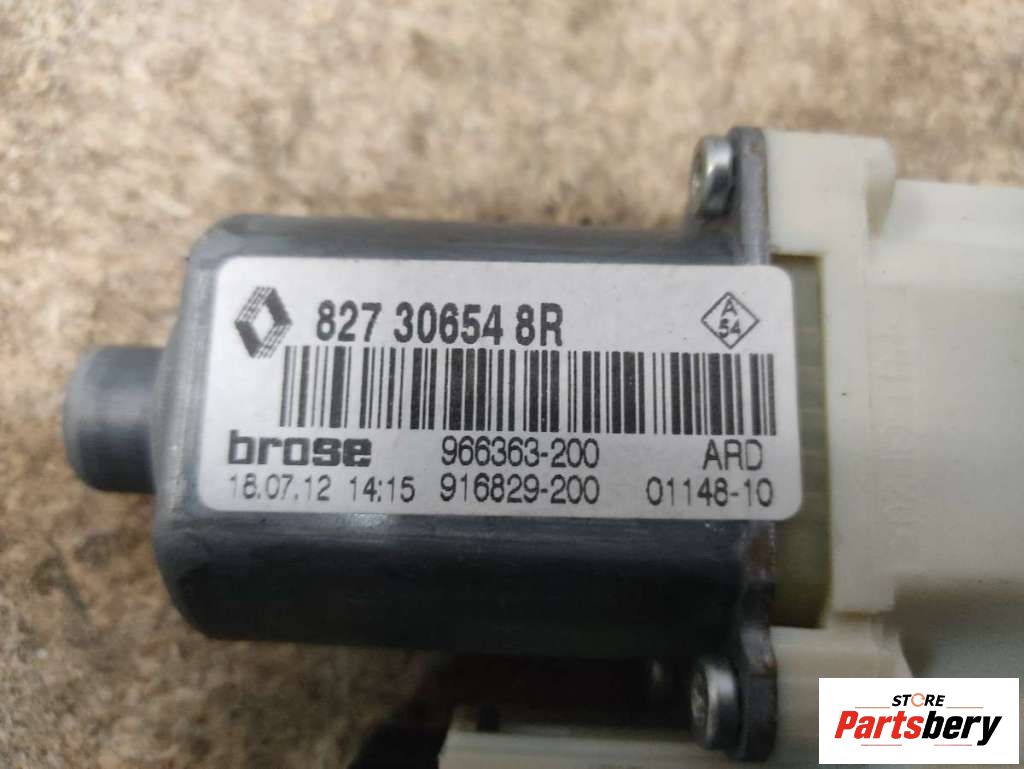 827 30654 8R
A
54
brose 966363-200 ARD
18.07.12 14:15 916829-200 01148-10
STORE
Partsbery